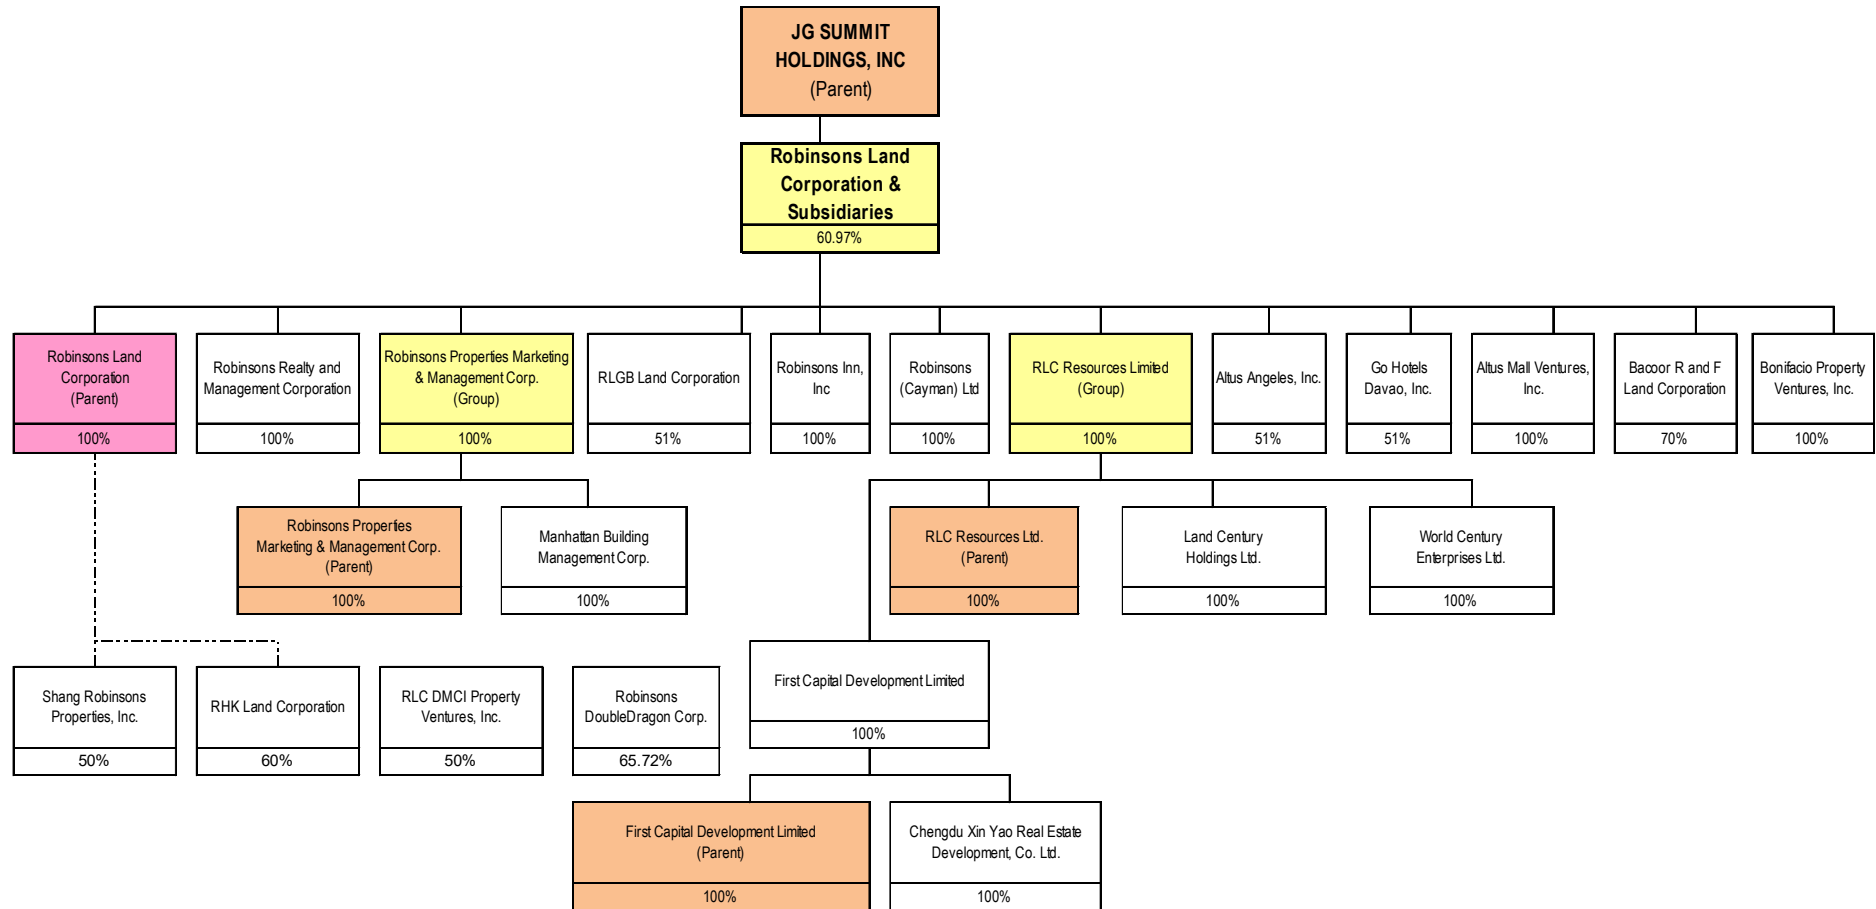 JG SUMMIT
HOLDINGS, INC
(Parent)
Robinsons Land
Corporation &
Subsidiaries
60.97%
Robinsons Land
Corporation
(Parent)
100%
Robinsons Realty and
Management Corporation
100%
Robinsons Properties Marketing
& Management Corp.
(Group)
100%
RLGB Land Corporation
51%
Robinsons Inn,
Inc
100%
Robinsons
(Cayman) Ltd
100%
RLC Resources Limited
(Group)
100%
Altus Angeles, Inc.
51%
Go Hotels
Davao, Inc.
51%
Altus Mall Ventures,
Inc.
100%
Bacoor R and F
Land Corporation
70%
Bonifacio Property
Ventures, Inc.
100%
Robinsons Properties
Marketing & Management Corp.
(Parent)
100%
Manhattan Building
Management Corp.
100%
RLC Resources Ltd.
(Parent)
100%
Land Century
Holdings Ltd.
100%
World Century
Enterprises Ltd.
100%
Shang Robinsons
Properties, Inc.
50%
RHK Land Corporation
60%
RLC DMCI Property
Ventures, Inc.
50%
Robinsons
DoubleDragon Corp.
65.72%
First Capital Development Limited
100%
First Capital Development Limited
(Parent)
100%
Chengdu Xin Yao Real Estate
Development, Co. Ltd.
100%